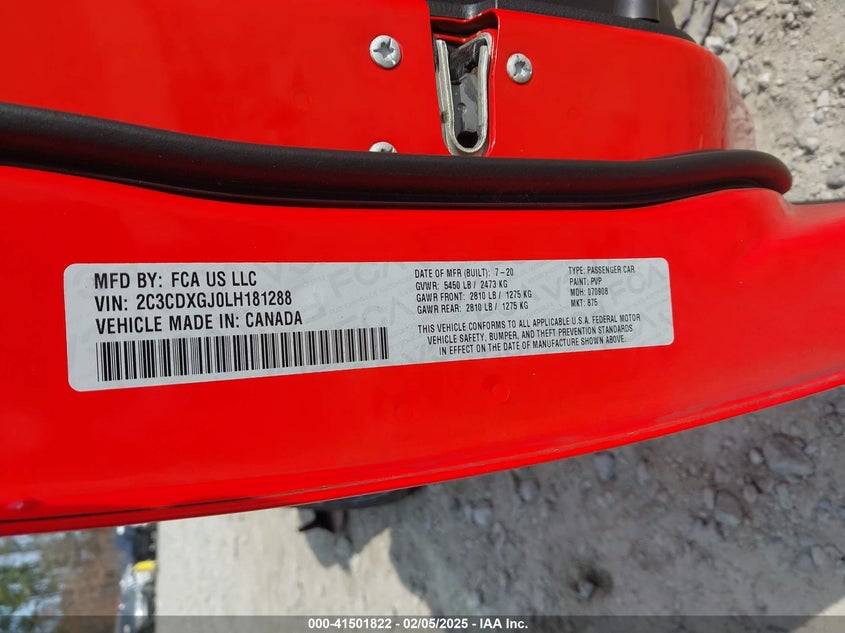 MFD BY: FCA US LLC
VIN: 2C3CDXGJ0LH181288
VEHICLE MADE IN: CANADA
DATE OF MFR (BUILT): 7-20
GVWR: 5450 LB / 2473 KG
GAWR FRONT: 2810 LB / 1275 KG
GAWR REAR: 2810 LB / 1275 KG
TYPE: PASSENGER CAR
PAINT: PVP
MDH: 070908
MKT: 875
THIS VEHICLE CONFORMS TO ALL APPLICABLE U.S.A. FEDERAL MOTOR
VEHICLE SAFETY, BUMPER, AND THEFT PREVENTION STANDARDS
IN EFFECT ON THE DATE OF MANUFACTURE SHOWN ABOVE.
000-41501822 - 02/05/2025 - IAA Inc.